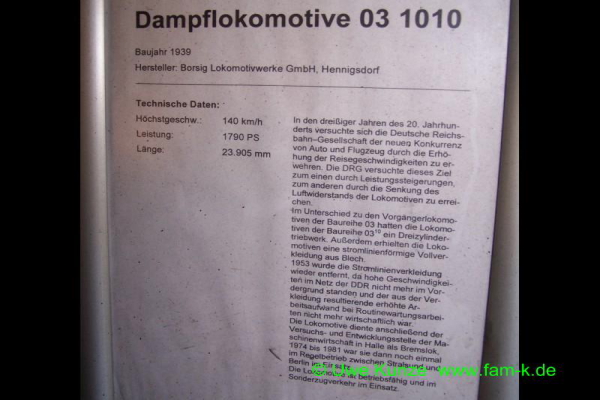 Dampflokomotive 03 1010
Baujahr 1939
Hersteller: Borsig Lokomotivwerke GmbH, Hennigsdorf
Technische Daten:
Höchstgeschw.: 140 km/h
Leistung: 1790 PS
Länge: 23.905 mm
In den dreißiger Jahren des 20. Jahrhun-
derts versuchte sich die Deutsche Reichs-
bahn-Gesellschaft der neuen Konkurrenz
von Auto und Flugzeug durch die Erhö-
hung der Reisegeschwindigkeiten zu er-
wehren. Die DRG versuchte dieses Ziel
zum einen durch Leistungssteigerungen,
zum anderen durch die Senkung des
Luftwiderstands der Lokomotiven zu errei-
chen.
Im Unterschied zu den Vorgängerlokomo-
tiven der Baureihe 03 hatten die Lokomo-
tiven der Baureihe 03¹⁰ ein Dreizylinder-
triebwerk. Außerdem erhielten die Loko-
motiven eine stromlinienförmige Vollver-
kleidung aus Blech.
1953 wurde die Stromlinienverkleidung
wieder entfernt, da hohe Geschwindigkei-
ten im Netz der DDR nicht mehr im Vor-
dergrund standen und der aus der Ver-
kleidung resultierende erhöhte Ar-
beitsaufwand bei Routinewartungsarbei-
ten nicht mehr wirtschaftlich war.
Die Lokomotive diente anschließend der
Versuchs- und Entwicklungsstelle der Ma-
schinenwirtschaft in Halle als Bremslok,
1974 bis 1981 war sie dann noch einmal
im Regelbetrieb zwischen Stralsund und
Berlin im Einsatz.
Die Lokomotive ist betriebsfähig und im
Sonderzugverkehr im Einsatz.
© Uwe Kunze www.fam-k.de